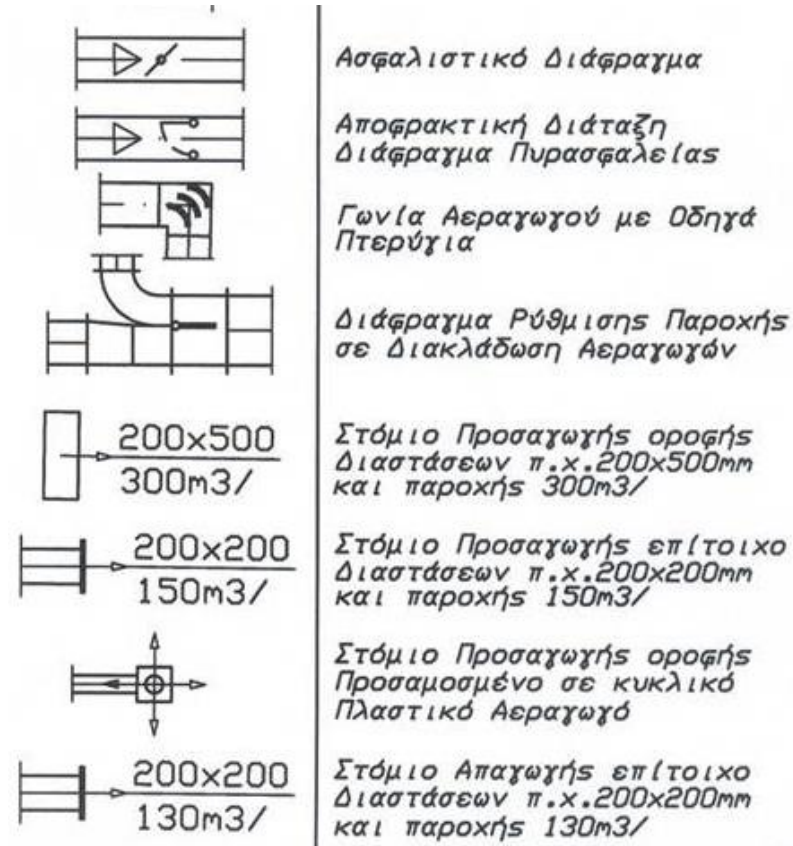 Ασφαλιστικό Διάφραγμα
Αποφρακτική Διάταξη
Διάφραγμα Πυρασφαλείας
Γωνία Αεραγωγού με Οδηγά
Πτερύγια
Διάφραγμα Ρύθμισης Παροχής
σε Διακλάδωση Αεραγωγών
200x500
300m3/
Στόμιο Προσαγωγής οροφής
Διαστάσεων π.χ.200x500mm
και παροχής 300m3/
200x200
150m3/
Στόμιο Προσαγωγής επίτοιχο
Διαστάσεων π.χ.200x200mm
και παροχής 150m3/
Στόμιο Προσαγωγής οροφής
Προσαμοσμένο σε κυκλικό
Πλαστικό Αεραγωγό
200x200
130m3/
Στόμιο Απαγωγής επίτοιχο
Διαστάσεων π.χ.200x200mm
και παροχής 130m3/